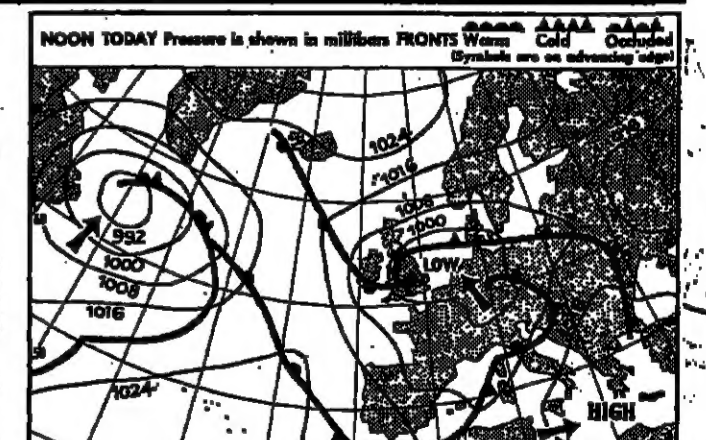 NOON TODAY Pressure is shown in millibars FRONTS Warm Cold Occluded
(Symbols are on advancing edge)
1024
1016
1008
1000
LOW
992
1000
1008
1016
1024
HIGH